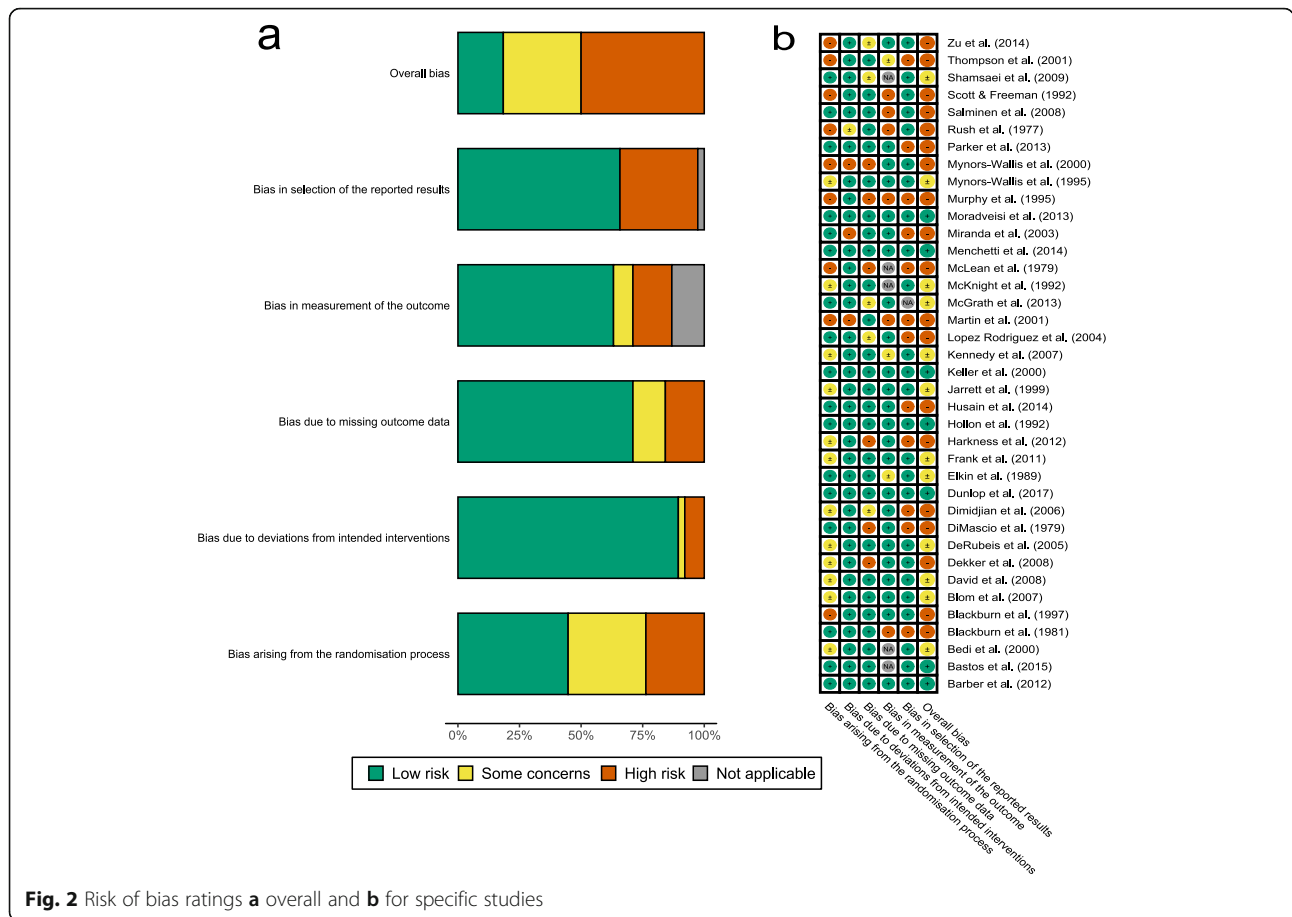 a
Overall bias
Bias in selection of the reported results
Bias in measurement of the outcome
Bias due to missing outcome data
Bias due to deviations from intended interventions
Bias arising from the randomisation process
0% 25% 50% 75% 100%
Low risk Some concerns High risk Not applicable
b
- + ± + + - Zu et al. (2014)
- + + ± - - Thompson et al. (2001)
+ + ± NA + ± Shamsaei et al. (2009)
- + + - + - Scott & Freeman (1992)
+ + + - + - Salminen et al. (2008)
- ± + - + - Rush et al. (1977)
+ + + + - - Parker et al. (2013)
- - - + + - Mynors-Wallis et al. (2000)
± + + + + ± Mynors-Wallis et al. (1995)
- + - - - - Murphy et al. (1995)
+ + + + + + Moradveisi et al. (2013)
+ - + + - - Miranda et al. (2003)
+ + + + + + Menchetti et al. (2014)
- + - NA - - McLean et al. (1979)
± + + NA + ± McKnight et al. (1992)
+ + ± + NA ± McGrath et al. (2013)
- - + - - - Martin et al. (2001)
+ + ± + - - Lopez Rodriguez et al. (2004)
± + + ± + ± Kennedy et al. (2007)
+ + + + + + Keller et al. (2000)
± + + + + ± Jarrett et al. (1999)
+ + + + - - Husain et al. (2014)
+ + + + + + Hollon et al. (1992)
± + - + - - Harkness et al. (2012)
± + + + + ± Frank et al. (2011)
+ + + ± + ± Elkin et al. (1989)
+ + + + + + Dunlop et al. (2017)
± + ± + - - Dimidjian et al. (2006)
+ + - + - - DiMascio et al. (1979)
± + + + + ± DeRubeis et al. (2005)
± + - + + - Dekker et al. (2008)
± + + + + ± David et al. (2008)
± + + + + ± Blom et al. (2007)
- + + + + - Blackburn et al. (1997)
+ + + - - - Blackburn et al. (1981)
± + + NA + ± Bedi et al. (2000)
+ + + NA + + Bastos et al. (2015)
+ + + + + + Barber et al. (2012)
Bias arising from the randomisation process
Bias due to deviations from intended interventions
Bias due to missing outcome data
Bias in measurement of the outcome
Bias in selection of the reported results
Overall bias
Fig. 2 Risk of bias ratings a overall and b for specific studies